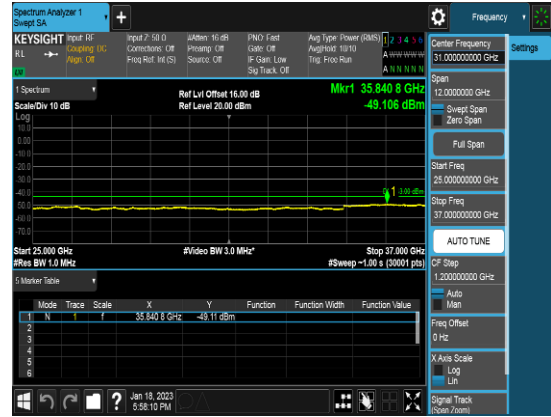 Spectrum Analyzer 1
Swept SA
+
Frequency
KEYSIGHT
RL
Input: RF
Coupling: DC
Align: Off
Input Z: 50 Ω
Corrections: Off
Freq Ref: Int (S)
#Atten: 16 dB
Preamp: Off
Source: Off
PNO: Fast
Gate: Off
IF Gain: Low
Sig Track: Off
Avg Type: Power (RMS)
Avg|Hold: 10/10
Trig: Free Run
1 2 3 4 5 6
A W W W W W
A N N N N N
1 Spectrum
Scale/Div 10 dB
Ref Lvl Offset 16.00 dB
Ref Level 20.00 dBm
Mkr1 35.840 8 GHz
-49.106 dBm
Log
10.0
0.00
-10.0
-20.0
-30.0
-40.0
-50.0
-60.0
-70.0
1
Start 25.000 GHz
#Res BW 1.0 MHz
#Video BW 3.0 MHz*
Stop 37.000 GHz
#Sweep ~1.00 s (30001 pts)
5 Marker Table
Mode Trace Scale X Y Function Function Width Function Value
1 N 1 f 35.840 8 GHz -49.11 dBm
2
3
4
5
6
Jan 18, 2023
5:58:10 PM
Center Frequency
31.000000000 GHz
Settings
Span
12.0000000 GHz
Swept Span
Zero Span
Full Span
Start Freq
25.000000000 GHz
Stop Freq
37.000000000 GHz
AUTO TUNE
CF Step
1.200000000 GHz
Auto
Man
Freq Offset
0 Hz
X Axis Scale
Log
Lin
Signal Track
(Span Zoom)